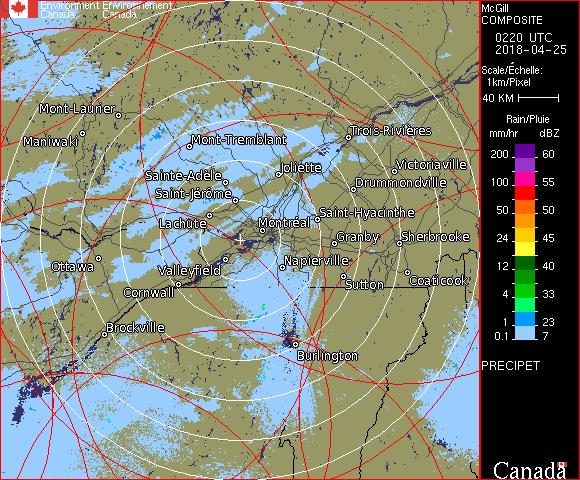 Environment Environnement
Canada Canada
Mont-Laurier
Maniwaki
Mont-Tremblant
Trois-Rivières
Sainte-Adèle
Joliette
Victoriaville
Saint-Jérôme
Drummondville
Lachute
Montréal
Saint-Hyacinthe
Granby
Sherbrooke
Ottawa
Valleyfield
Napierville
Cornwall
Sutton
Coaticook
Brockville
Burlington
McGill
COMPOSITE
0220 UTC
2018-04-25
Scale/Échelle:
1km/Pixel
40 KM
Rain/Pluie
mm/hr dBZ
200 60
100 55
50 50
24 45
12 40
4 33
1 23
0.1 7
PRECIPET
Canada